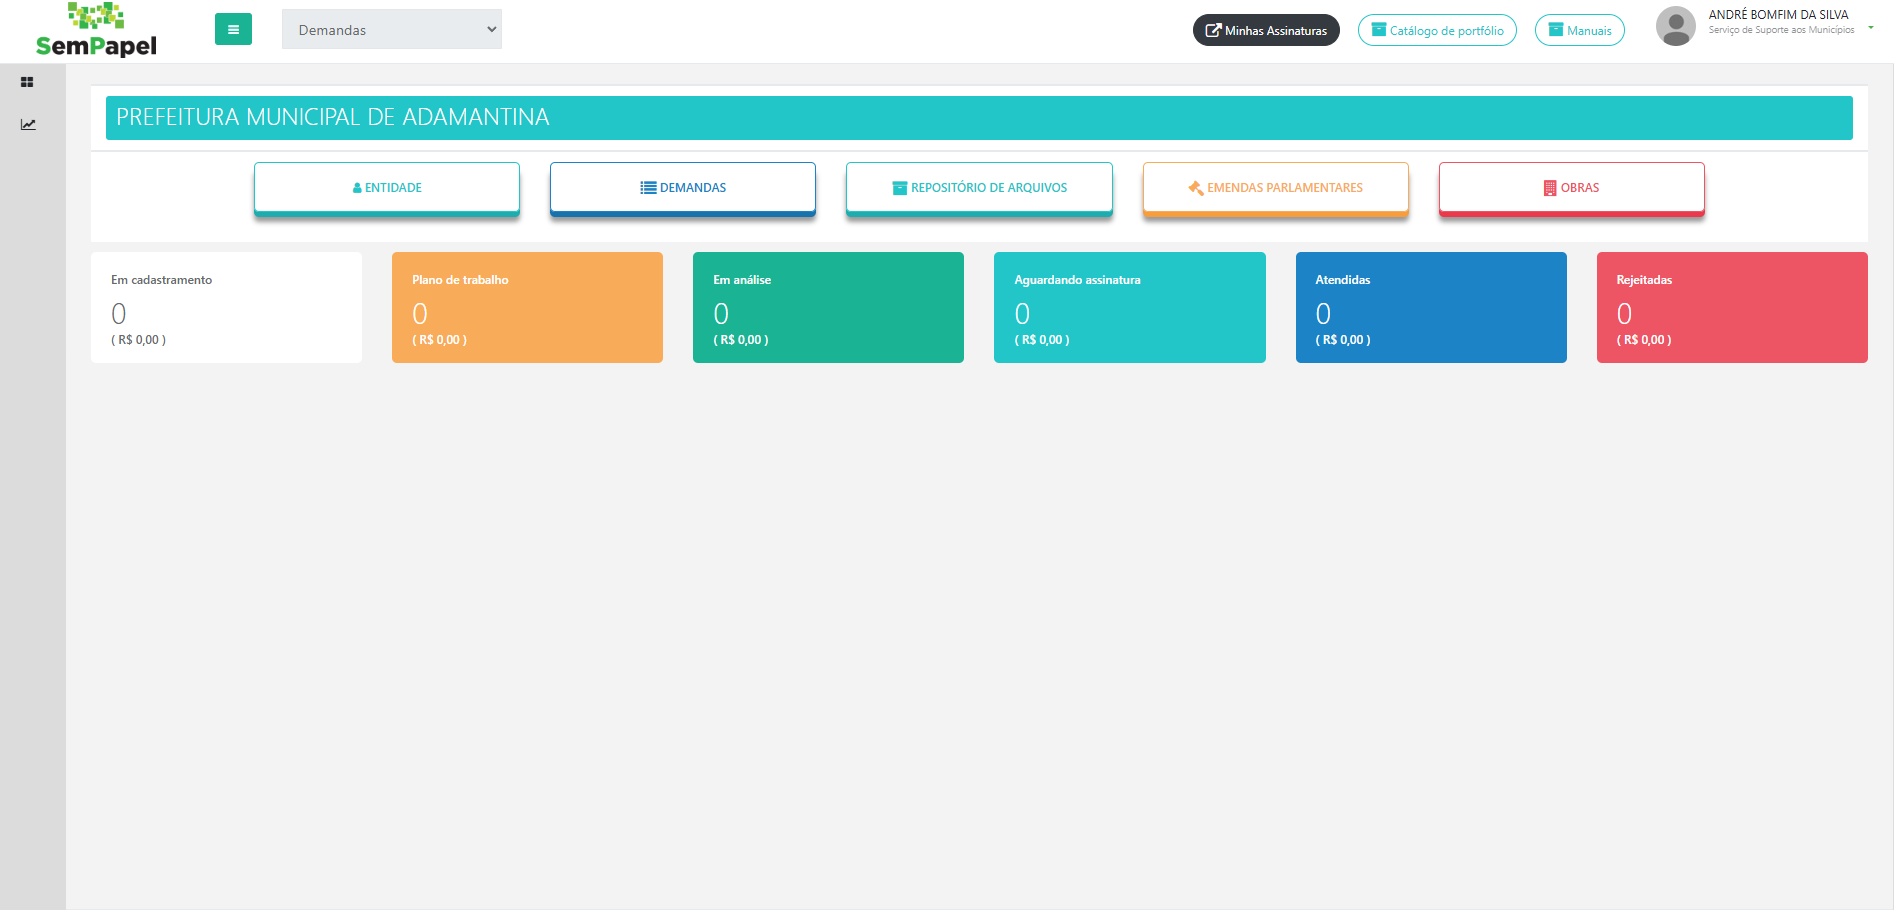 SemPapel
Demandas
Minhas Assinaturas
Catálogo de portfólio
Manuais
ANDRÉ BOMFIM DA SILVA
Serviço de Suporte aos Municípios
PREFEITURA MUNICIPAL DE ADAMANTINA
ENTIDADE
DEMANDAS
REPOSITÓRIO DE ARQUIVOS
EMENDAS PARLAMENTARES
OBRAS
Em cadastramento
0
( R$ 0,00 )
Plano de trabalho
0
( R$ 0,00 )
Em análise
0
( R$ 0,00 )
Aguardando assinatura
0
( R$ 0,00 )
Atendidas
0
( R$ 0,00 )
Rejeitadas
0
( R$ 0,00 )